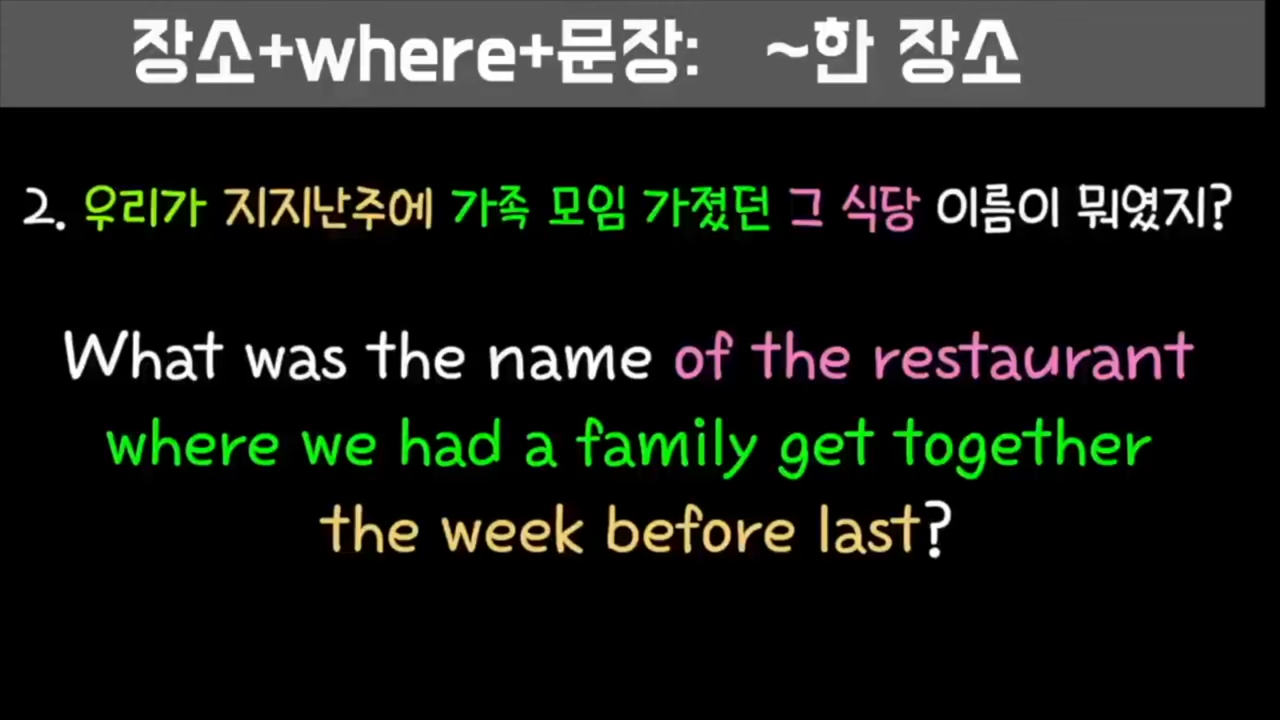 장소+where+문장: ~한 장소
2. 우리가 지지난주에 가족 모임 가졌던 그 식당 이름이 뭐였지?
What was the name of the restaurant
where we had a family get together
the week before last?